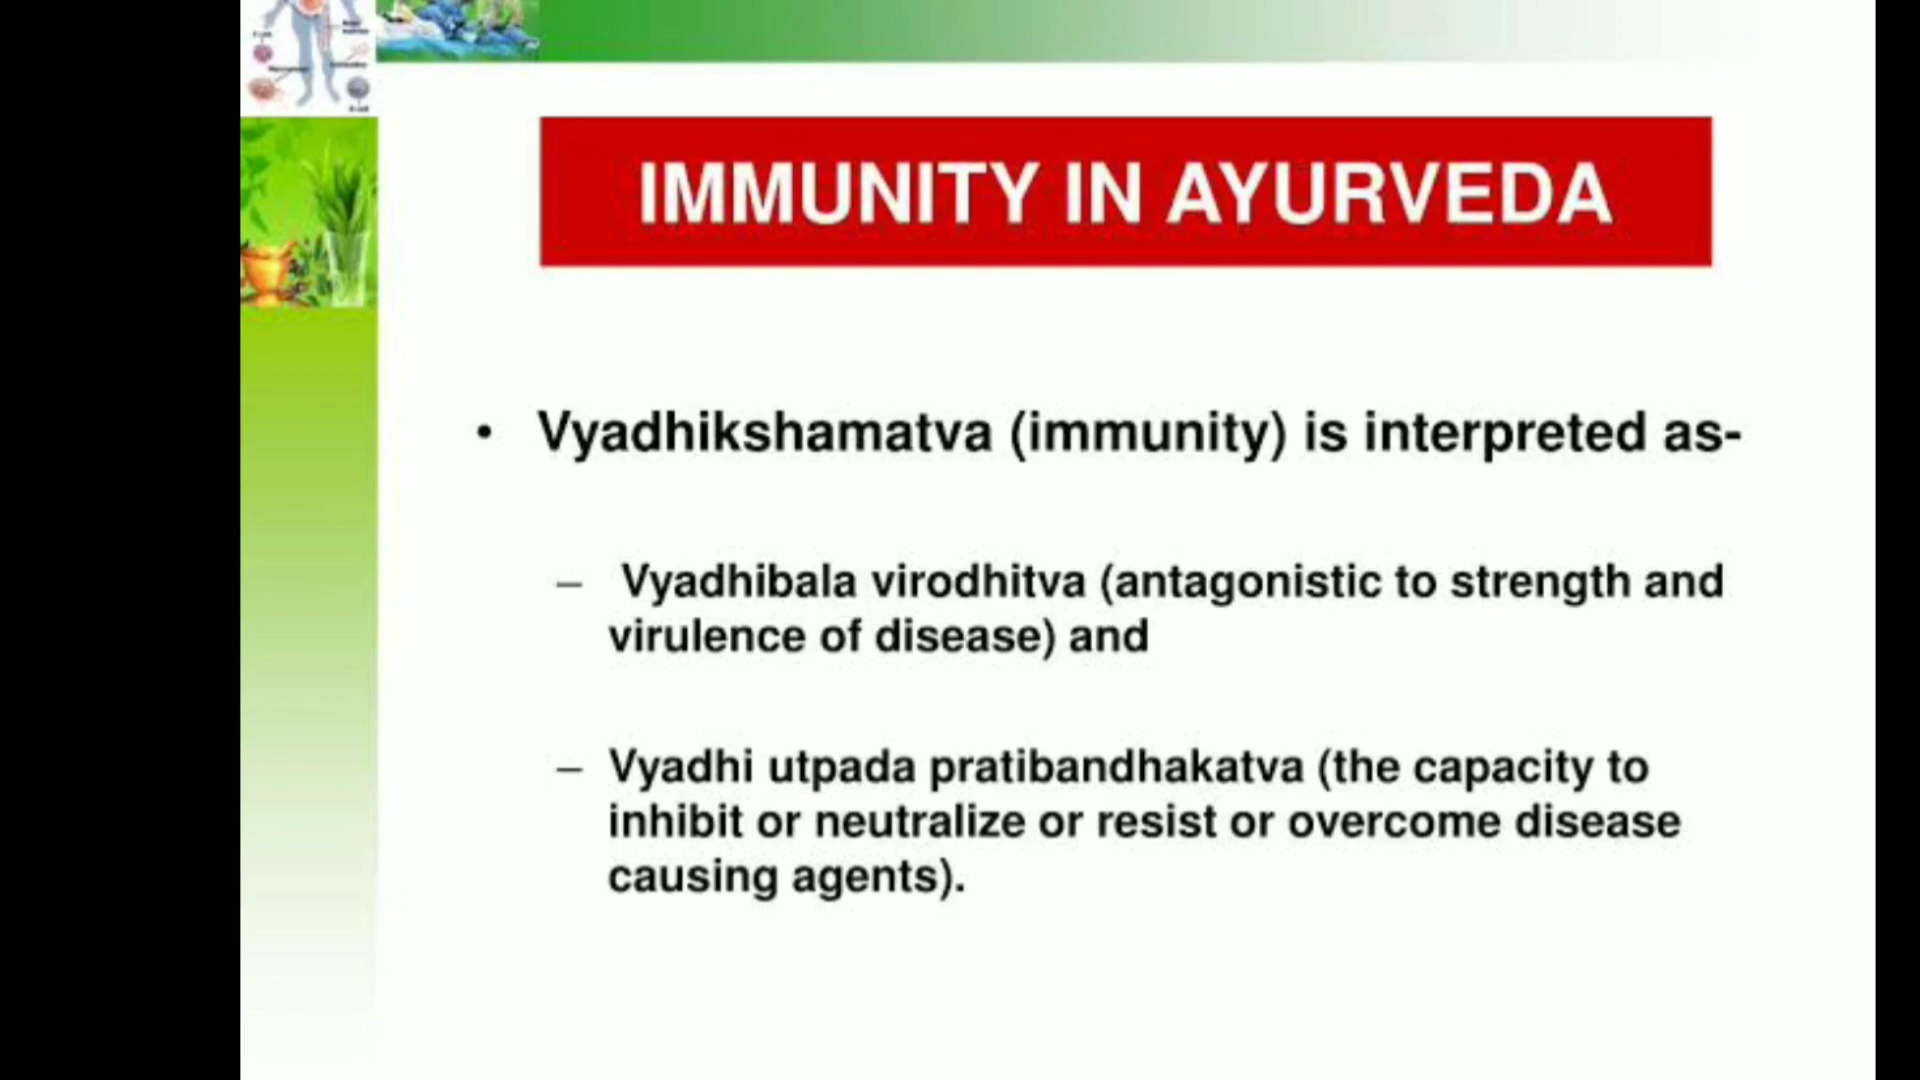 IMMUNITY IN AYURVEDA
• Vyadhikshamatva (immunity) is interpreted as-
– Vyadhibala virodhitva (antagonistic to strength and
virulence of disease) and
– Vyadhi utpada pratibandhakatva (the capacity to
inhibit or neutralize or resist or overcome disease
causing agents).